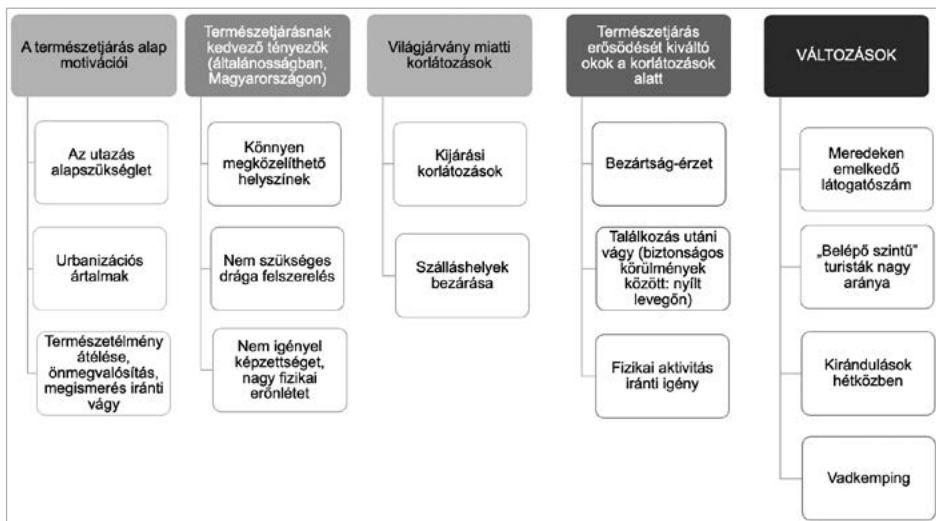 A természetjárás alap
motivációi
Az utazás
alapszükséglet
Urbanizációs
ártalmak
Természetélmény
átélése,
önmegvalósítás,
megismerés iránti
vágy
Természetjárásnak
kedvező tényezők
(általánosságban,
Magyarországon)
Könnyen
megközelíthető
helyszínek
Nem szükséges
drága felszerelés
Nem igényel
képzettséget,
nagy fizikai
erőnlétet
Világjárvány miatti
korlátozások
Kijárási
korlátozások
Szálláshelyek
bezárása
Természetjárás
erősödését kiváltó
okok a korlátozások
alatt
Bezártság-érzet
Találkozás utáni
vágy (biztonságos
körülmények
között: nyílt
levegőn)
Fizikai aktivitás
iránti igény
VÁLTOZÁSOK
Meredeken
emelkedő
látogatószám
„Belépő szintű”
turisták nagy
aránya
Kirándulások
hétközben
Vadkemping